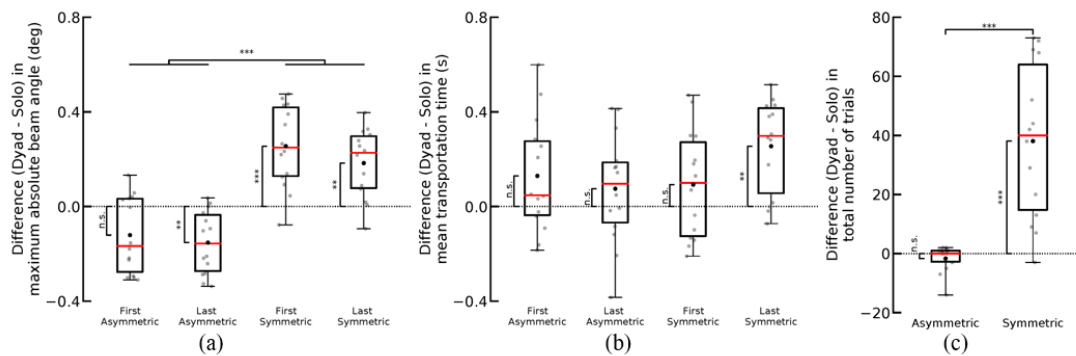 Difference (Dyad - Solo) in
maximum absolute beam angle (deg)
0.8
0.4
0.0
−0.4
***
n.s.
**
***
**
First
Asymmetric
Last
Asymmetric
First
Symmetric
Last
Symmetric
(a)
Difference (Dyad - Solo) in
mean transportation time (s)
0.8
0.4
0.0
−0.4
n.s.
n.s.
n.s.
**
First
Asymmetric
Last
Asymmetric
First
Symmetric
Last
Symmetric
(b)
Difference (Dyad - Solo) in
total number of trials
80
60
40
20
0
−20
***
n.s.
***
Asymmetric
Symmetric
(c)